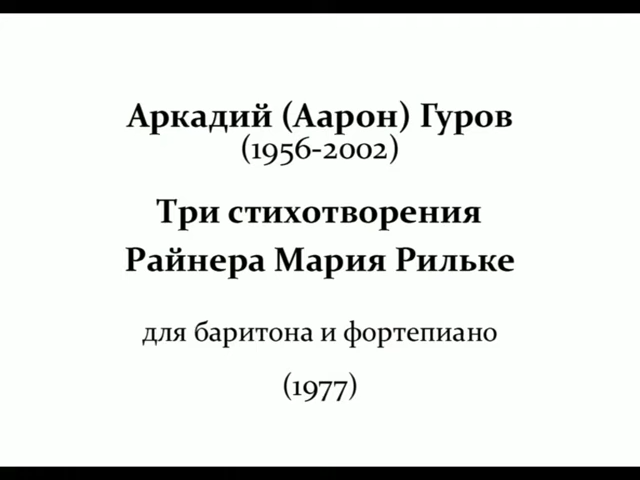 Аркадий (Аарон) Гуров
(1956-2002)
Три стихотворения
Райнера Мария Рильке
для баритона и фортепиано
(1977)